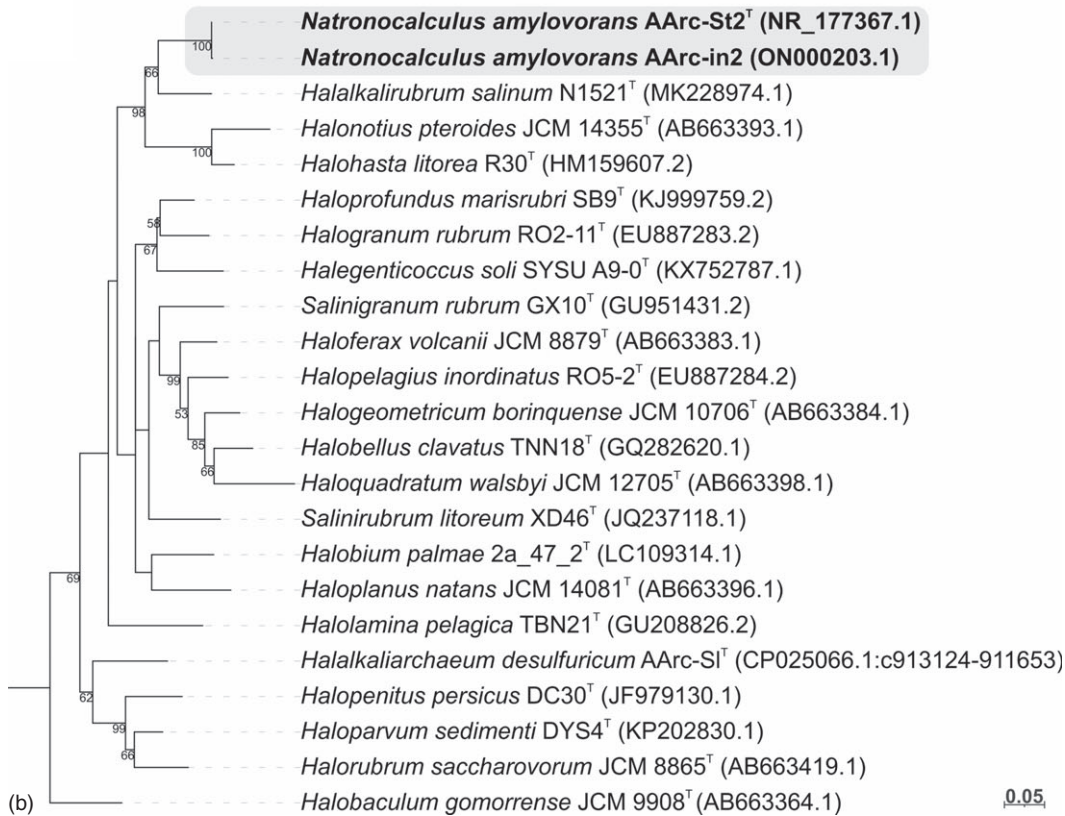 Natronocalculus amylovorans AArc-St2ᵀ (NR_177367.1)
100
Natronocalculus amylovorans AArc-in2 (ON000203.1)
66
Halalkalirubrum salinum N1521ᵀ (MK228974.1)
98
Halonotius pteroides JCM 14355ᵀ (AB663393.1)
100
Halohasta litorea R30ᵀ (HM159607.2)
Haloprofundus marisrubri SB9ᵀ (KJ999759.2)
58
Halogranum rubrum RO2-11ᵀ (EU887283.2)
67
Halegenticoccus soli SYSU A9-0ᵀ (KX752787.1)
Salinigranum rubrum GX10ᵀ (GU951431.2)
Haloferax volcanii JCM 8879ᵀ (AB663383.1)
99
Halopelagius inordinatus RO5-2ᵀ (EU887284.2)
53
Halogeometricum borinquense JCM 10706ᵀ (AB663384.1)
85
Halobellus clavatus TNN18ᵀ (GQ282620.1)
66
Haloquadratum walsbyi JCM 12705ᵀ (AB663398.1)
Salinirubrum litoreum XD46ᵀ (JQ237118.1)
Halobium palmae 2a_47_2ᵀ (LC109314.1)
69
Haloplanus natans JCM 14081ᵀ (AB663396.1)
Halolamina pelagica TBN21ᵀ (GU208826.2)
Halalkaliarchaeum desulfuricum AArc-Slᵀ (CP025066.1:c913124-911653)
62
Halopenitus persicus DC30ᵀ (JF979130.1)
99
Haloparvum sedimenti DYS4ᵀ (KP202830.1)
66
Halorubrum saccharovorum JCM 8865ᵀ (AB663419.1)
(b)
Halobaculum gomorrense JCM 9908ᵀ (AB663364.1)
0.05